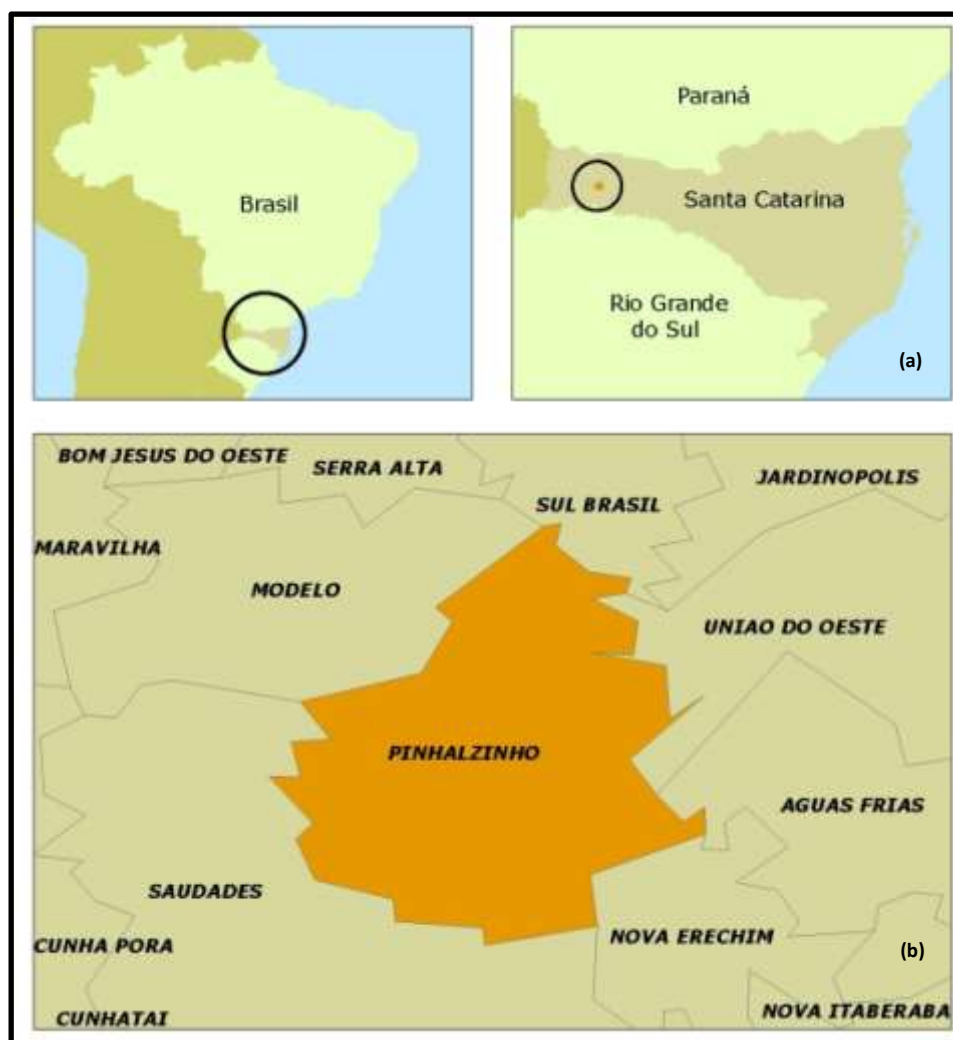 Brasil
Paraná
Santa Catarina
Rio Grande
do Sul
(a)
BOM JESUS DO OESTE
SERRA ALTA
JARDINOPOLIS
SUL BRASIL
MARAVILHA
MODELO
UNIAO DO OESTE
PINHALZINHO
AGUAS FRIAS
SAUDADES
NOVA ERECHIM
CUNHA PORA
(b)
NOVA ITABERABA
CUNHATAI